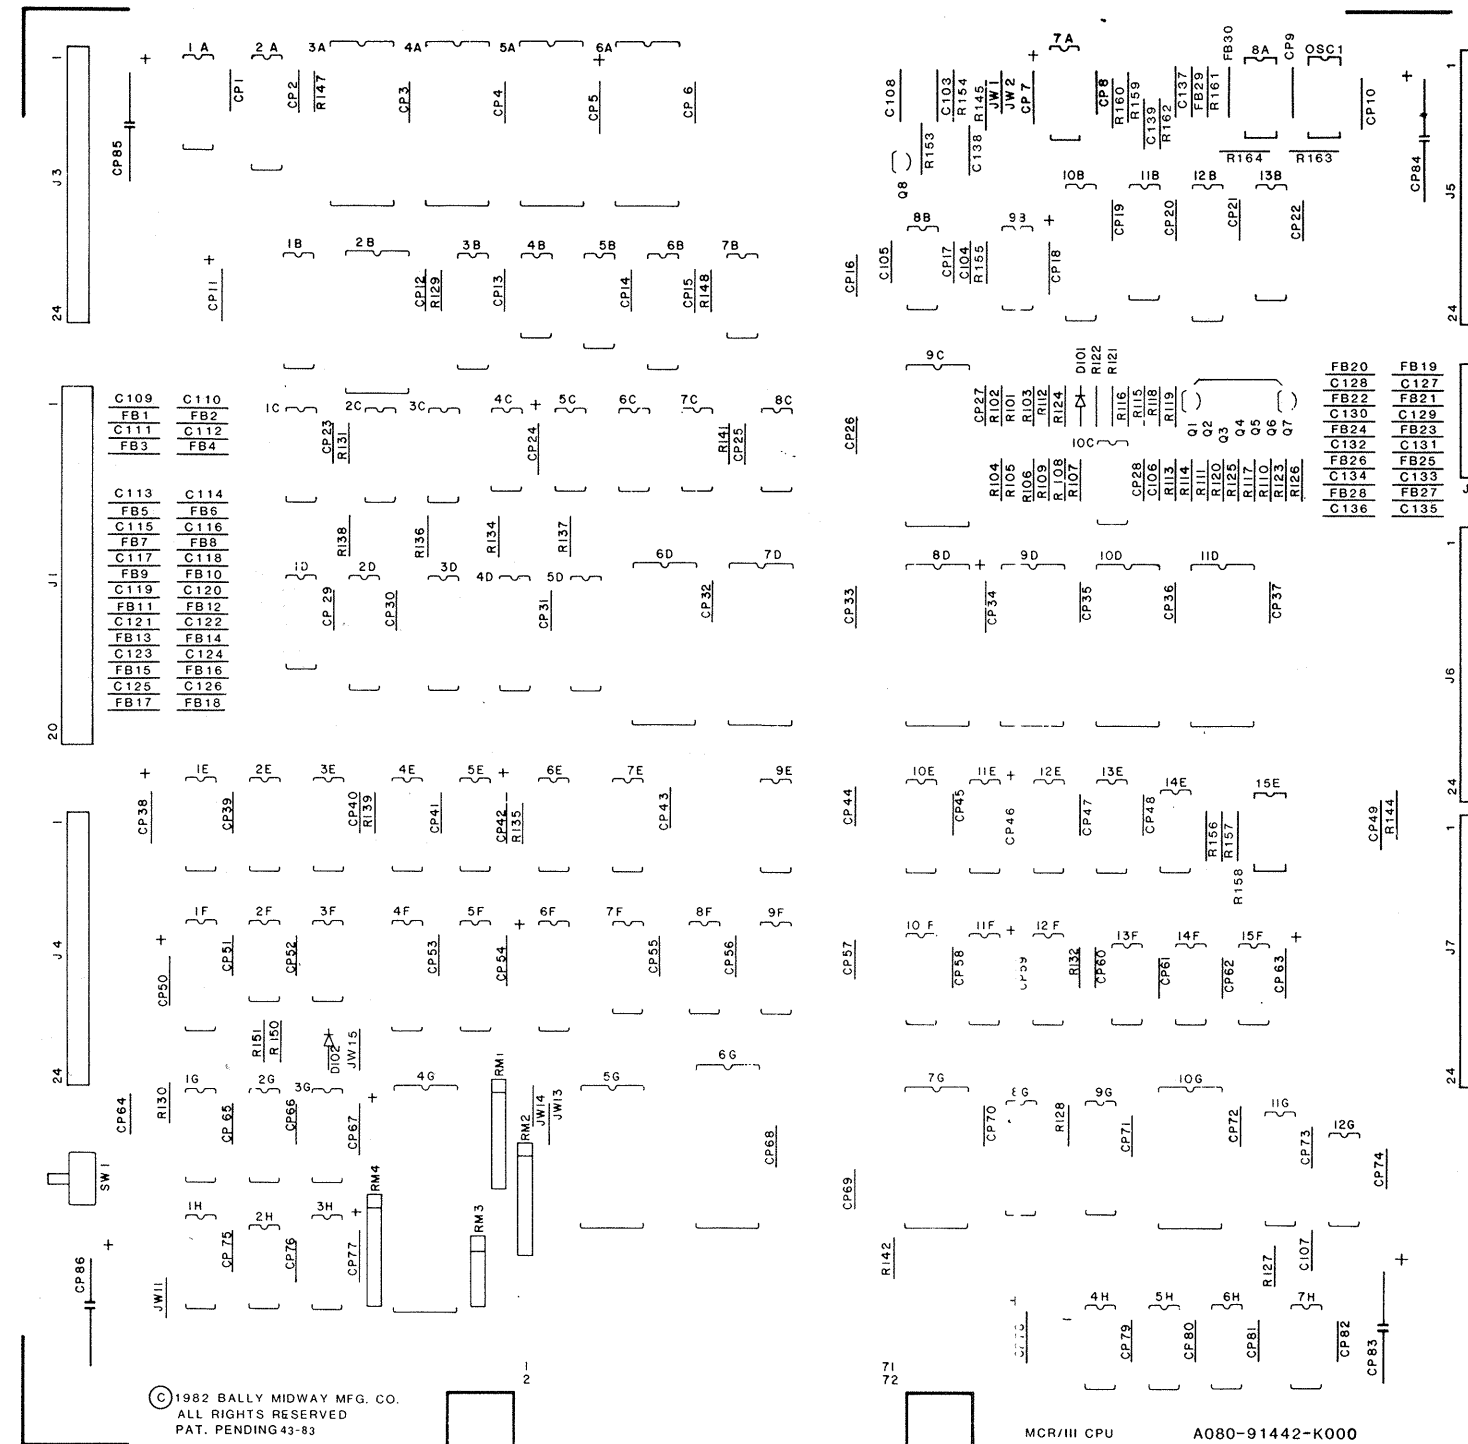 1A 2A 3A 4A 5A 6A 7A FB30 CP9 8A OSC1
1 CP1 CP2 R147 CP3 CP4 CP5 CP6 C108 C103 R154 R145 JW1 JW2 CP7 CP8 R160 R159 C139 R162 C137 FB29 R161 CP10 1
CP85 R153 C138 R164 R163 CP84
J3 Q8 10B 11B 12B 13B J5
8B 9B CP19 CP20 CP21 CP22
1B 2B 3B 4B 5B 6B 7B
CP11 CP12 R129 CP13 CP14 CP15 R148 CP16 C105 CP17 C104 R155 CP18
24 24
9C D101 R122 R121
FB20 FB19
C128 C127
1 C109 C110 FB22 FB21
1C 2C 3C 4C 5C 6C 7C 8C CP27 R102 R101 R103 R112 R124 R116 R115 R118 R119
FB1 FB2 C130 C129
C111 C112 CP23 R131 CP24 R141 CP25 CP26 Q1 Q2 Q3 Q4 Q5 Q6 Q7 FB24 FB23
FB3 FB4 10C C132 C131
FB26 FB25
R104 R105 R106 R109 R108 R107 CP28 C106 R113 R114 R111 R120 R125 R117 R110 R123 R126 C134 C133
C113 C114 FB28 FB27
FB5 FB6 C136 C135
C115 C116 R138 R136 R134 R137
FB7 FB8 1
C117 C118 6D 7D 8D 9D 10D 11D
J1 FB9 FB10 1D 2D 3D 4D 5D
C119 C120
FB11 FB12 CP29 CP30 CP31 CP32 CP33 CP34 CP35 CP36 CP37
C121 C122
FB13 FB14
C123 C124
FB15 FB16 J6
C125 C126
FB17 FB18
20
1E 2E 3E 4E 5E 6E 7E 9E 10E 11E 12E 13E 14E 15E 24
1 CP38 CP39 CP40 R139 CP41 CP42 R135 CP43 CP44 CP45 CP46 CP47 CP48 R156 R157 CP49 R144 1
R158
1F 2F 3F 4F 5F 6F 7F 8F 9F 10F 11F 12F 13F 14F 15F
J4 CP50 CP51 CP52 CP53 CP54 CP55 CP56 CP57 CP58 CP59 R132 CP60 CP61 CP62 CP63 J7
R151 R150 D102 JW15 RM1 6G
24 1G 2G 3G 4G 5G 7G 8G 9G 10G 24
CP64 R130 CP65 CP66 CP67 RM2 JW14 JW13 CP68 CP70 R128 CP71 CP72 11G CP73 12G
SW1 RM4 CP69 CP74
1H 2H 3H RM3
CP86 CP75 CP76 CP77 R142 R127 C107
JW11 4H 5H 6H 7H
CP79 CP80 CP81 CP82 CP83
1 71
2 72
© 1982 BALLY MIDWAY MFG. CO.
ALL RIGHTS RESERVED
PAT. PENDING 43-83
MCR/III CPU A080-91442-K000